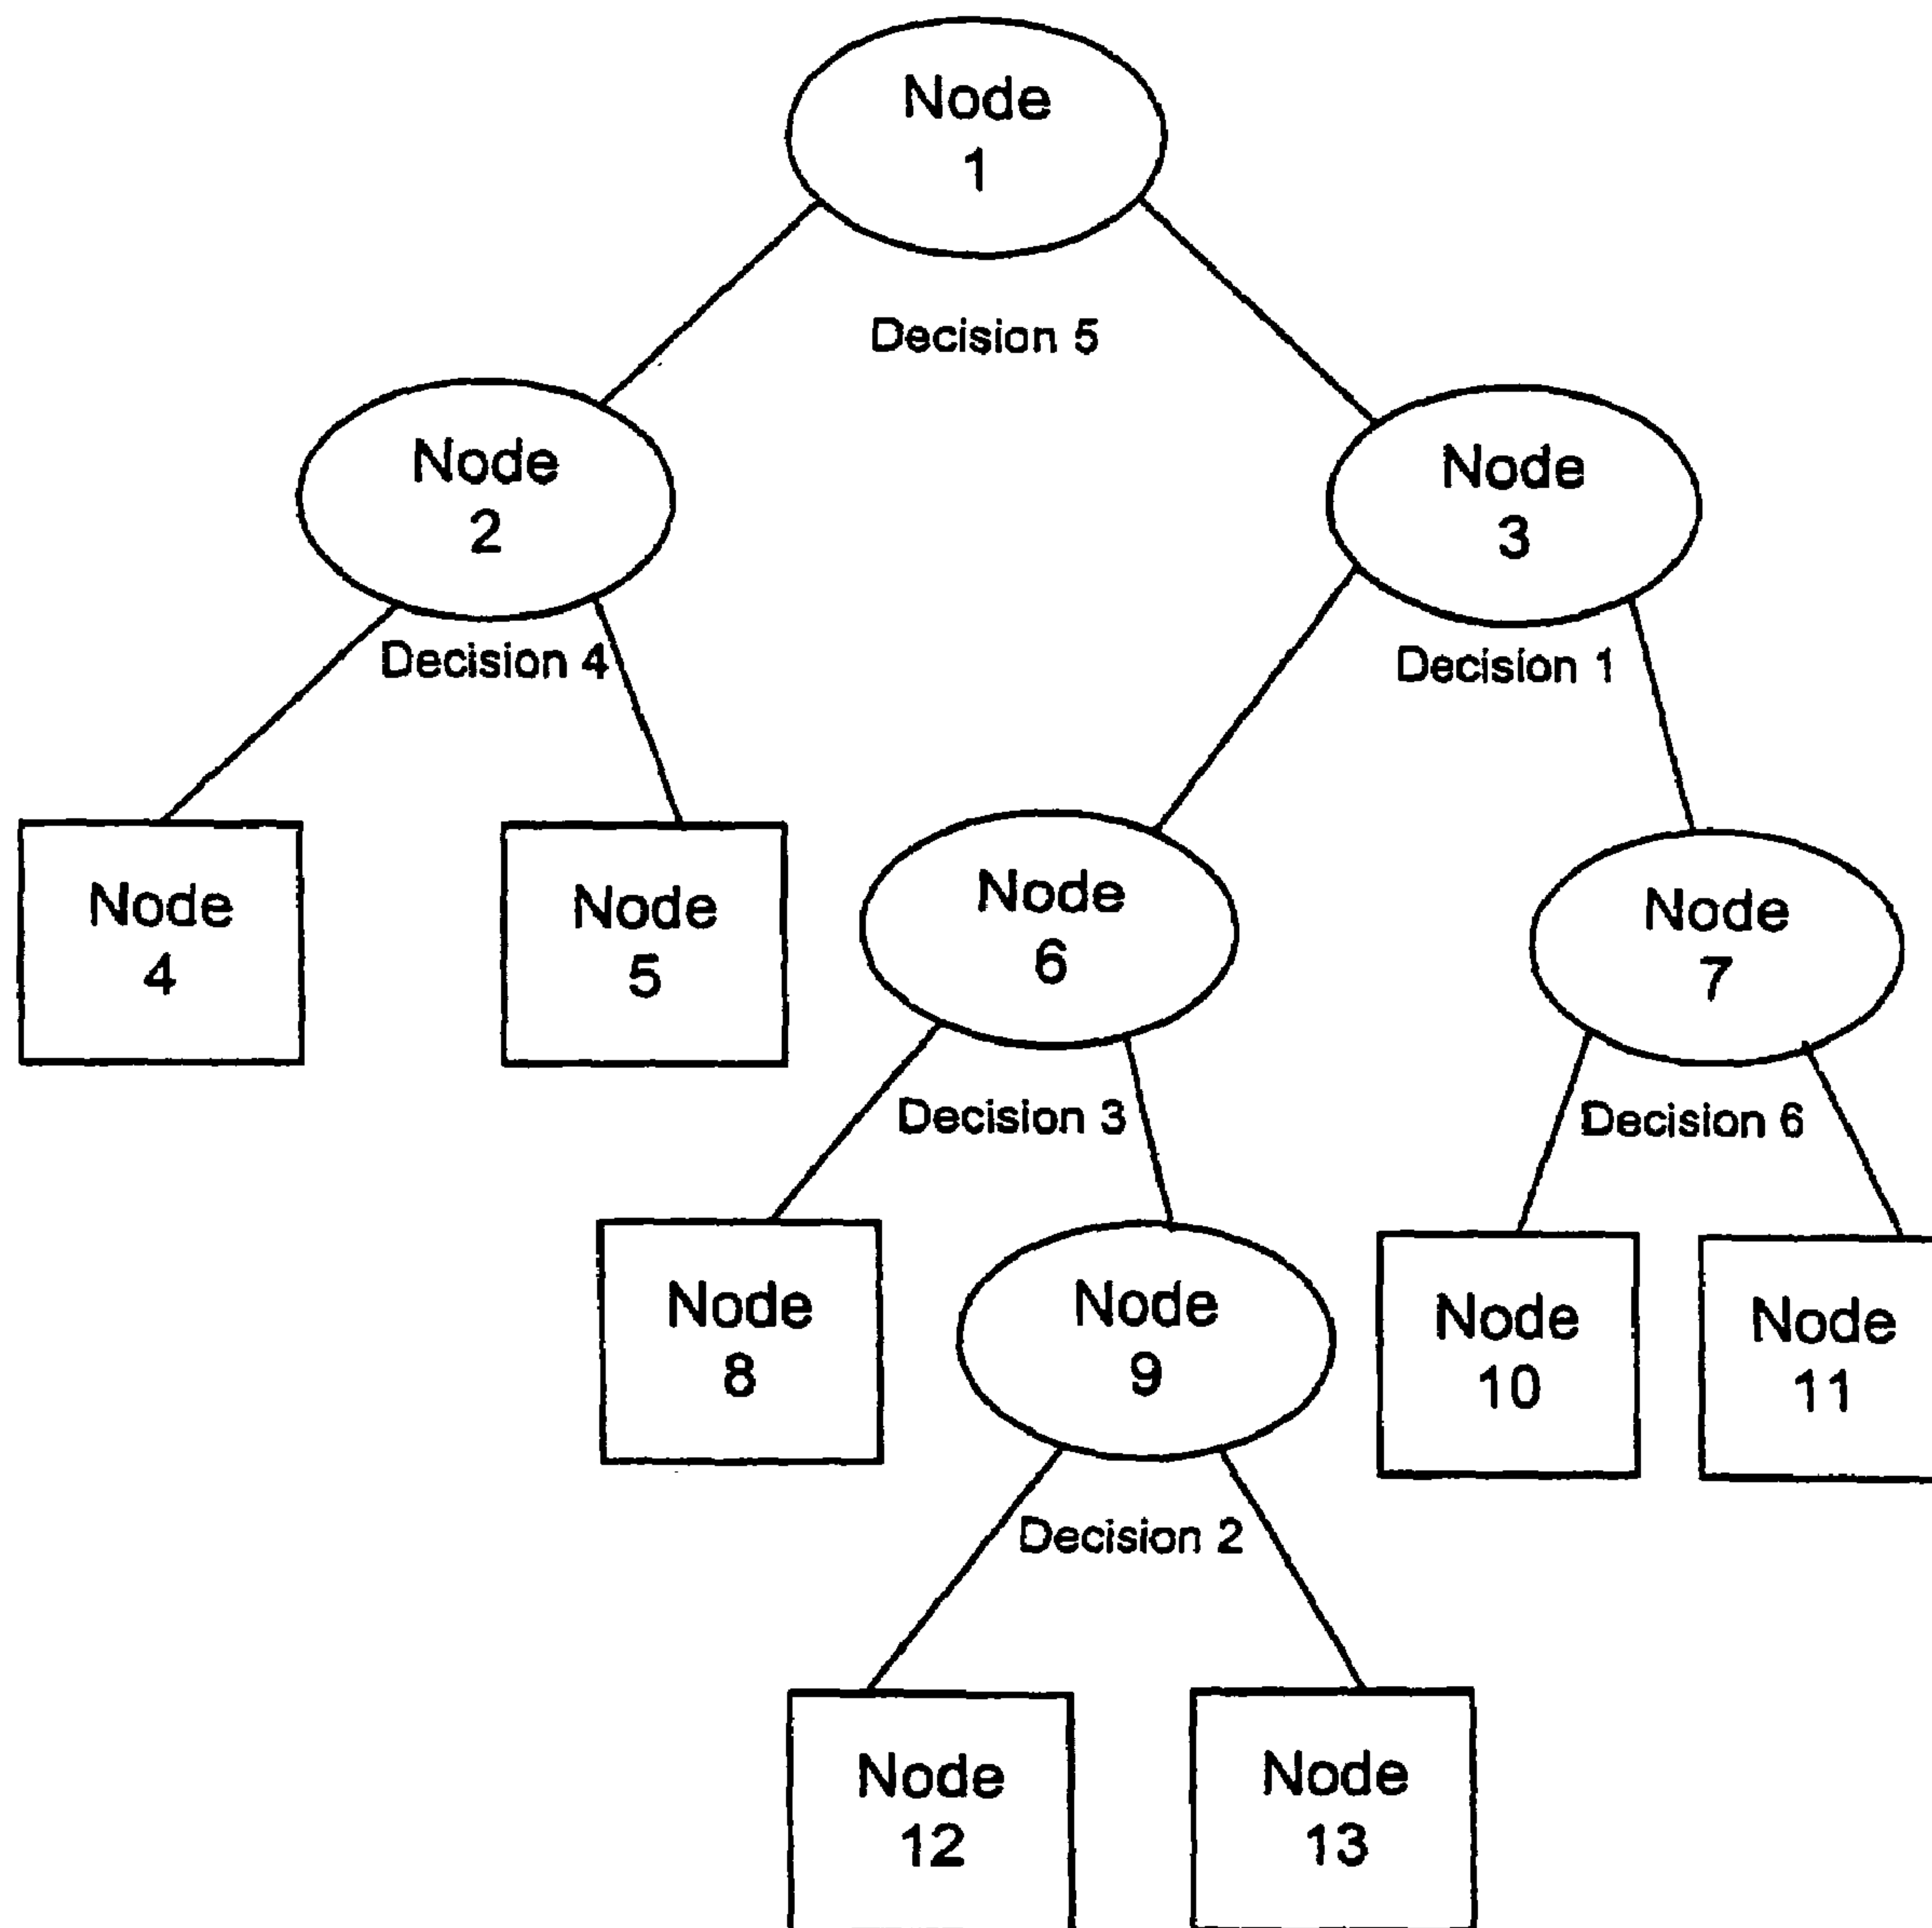 Node
1
Decision 5
Node
2
Node
3
Decision 4
Decision 1
Node
4
Node
5
Node
6
Node
7
Decision 3
Decision 6
Node
8
Node
9
Node
10
Node
11
Decision 2
Node
12
Node
13